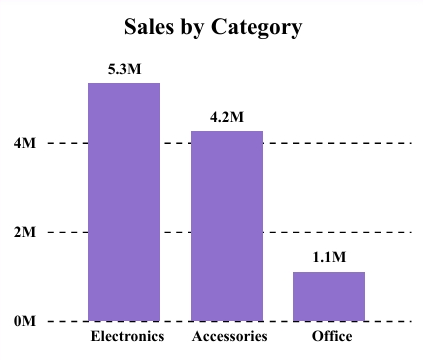 Sales by Category
5.3M
4.2M
4M
2M
1.1M
0M
Electronics Accessories Office